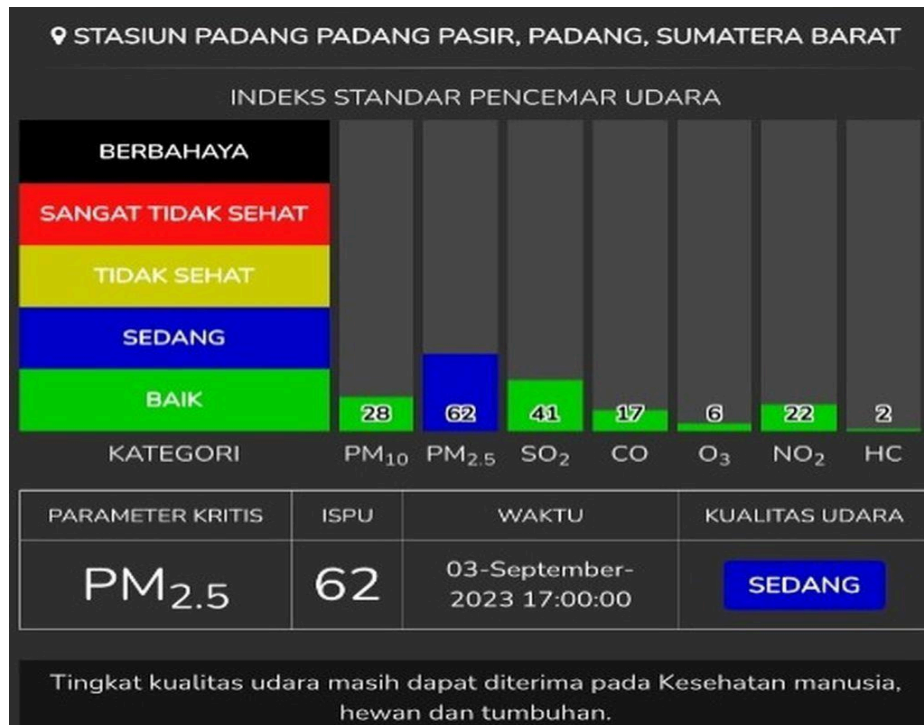 STASIUN PADANG PADANG PASIR, PADANG, SUMATERA BARAT
INDEKS STANDAR PENCEMAR UDARA
BERBAHAYA
SANGAT TIDAK SEHAT
TIDAK SEHAT
SEDANG
BAIK
28 62 41 17 6 22 2
KATEGORI PM10 PM2.5 SO2 CO O3 NO2 HC
PARAMETER KRITIS ISPU WAKTU KUALITAS UDARA
PM2.5 62 03-September-
2023 17:00:00 SEDANG
Tingkat kualitas udara masih dapat diterima pada Kesehatan manusia,
hewan dan tumbuhan.